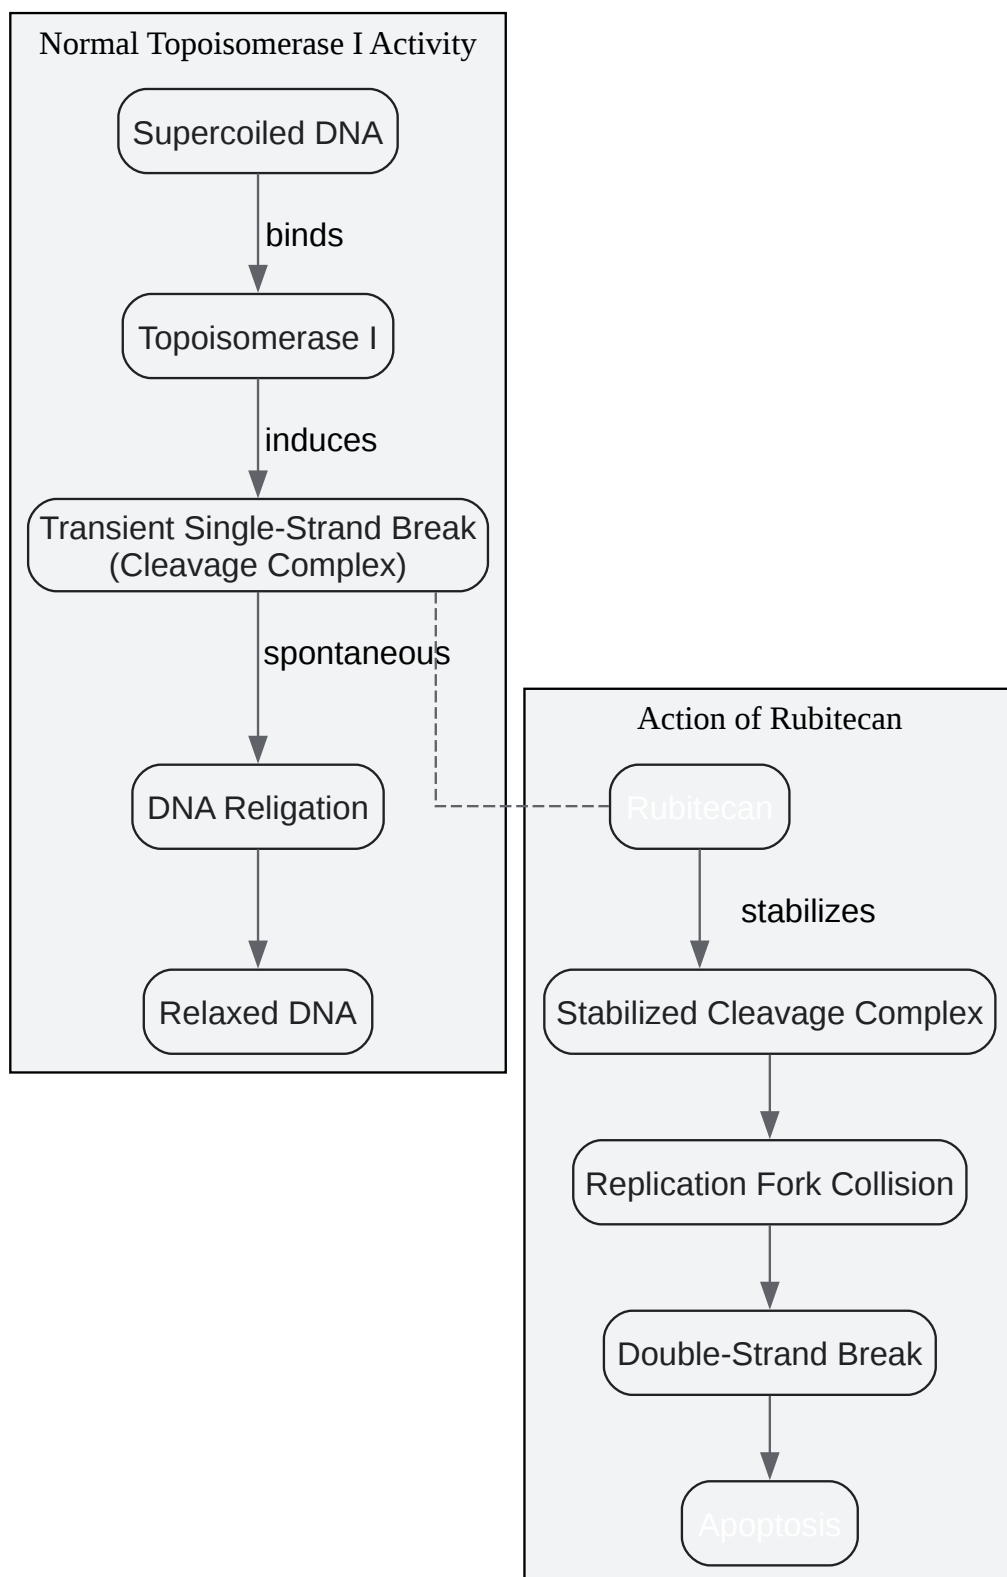 Normal Topoisomerase I Activity
Supercoiled DNA
binds
Topoisomerase I
induces
Transient Single-Strand Break
(Cleavage Complex)
spontaneous
DNA Religation
Relaxed DNA
Action of Rubitecan
Rubitecan
stabilizes
Stabilized Cleavage Complex
Replication Fork Collision
Double-Strand Break
Apoptosis